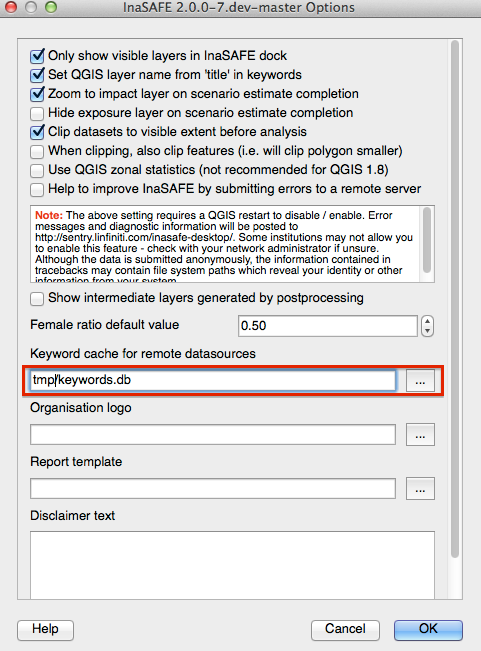 InaSAFE 2.0.0-7.dev-master Options
Only show visible layers in InaSAFE dock
Set QGIS layer name from 'title' in keywords
Zoom to impact layer on scenario estimate completion
Hide exposure layer on scenario estimate completion
Clip datasets to visible extent before analysis
When clipping, also clip features (i.e. will clip polygon smaller)
Use QGIS zonal statistics (not recommended for QGIS 1.8)
Help to improve InaSAFE by submitting errors to a remote server
Note: The above setting requires a QGIS restart to disable / enable. Error
messages and diagnostic information will be posted to
http://sentry.linfiniti.com/inasafe-desktop/. Some institutions may not allow you
to enable this feature - check with your network administrator if unsure.
Although the data is submitted anonymously, the information contained in
tracebacks may contain file system paths which reveal your identity or other
information from your system
Show intermediate layers generated by postprocessing
Female ratio default value
0.50
Keyword cache for remote datasources
tmp/keywords.db
...
Organisation logo
...
Report template
...
Disclaimer text
Help
Cancel
OK